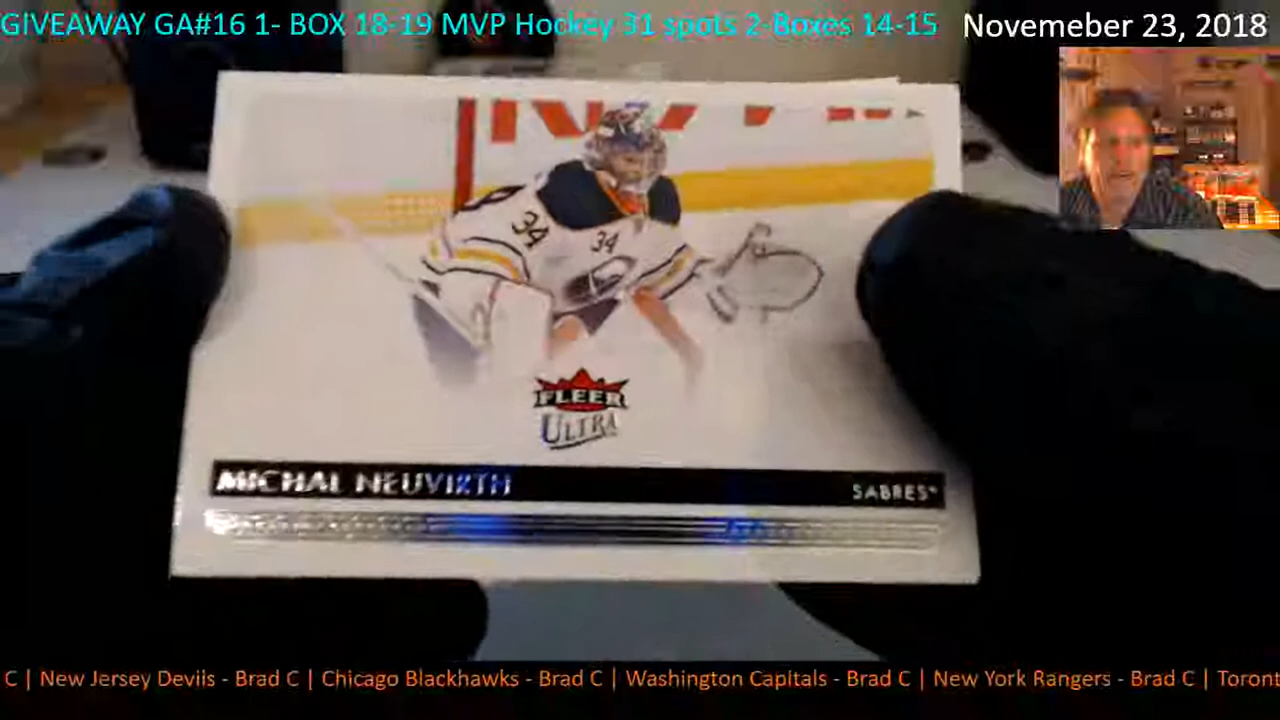 GIVEAWAY GA#16 1- BOX 18-19 MVP Hockey 31 spots 2-Boxes 14-15
Novemeber 23, 2018
34
34
FLEER
ULTRA
MICHAL NEUVIRTH
SABRES
C | New Jersey Devils - Brad C | Chicago Blackhawks - Brad C | Washington Capitals - Brad C | New York Rangers - Brad C | Toront